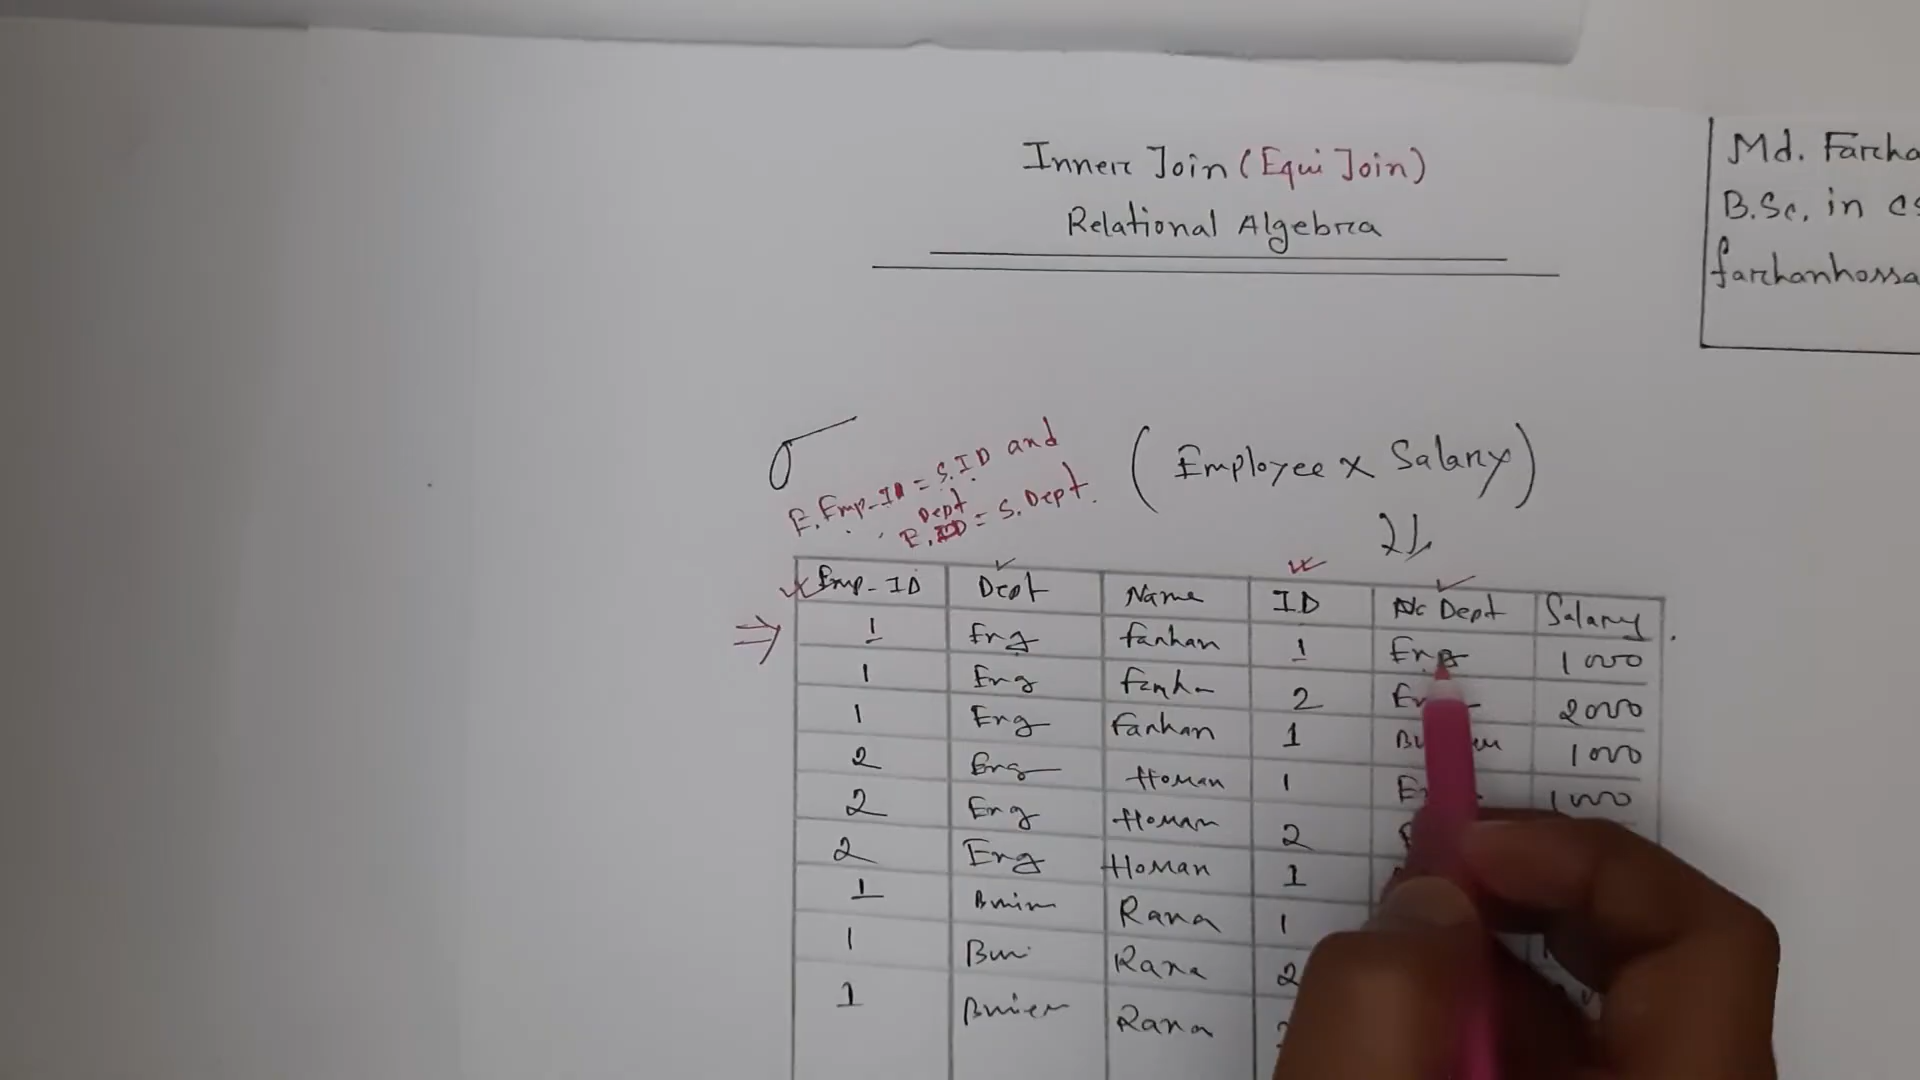 Inner Join (Equi Join)
Relational Algebra
Md. Farha
B.Sc. in cs
farhanhossa
σ E.Emp_ID = S.ID and
E.Dept = S.Dept.
(Employee × Salary)
Emp_ID Dept Name ID Dept Salary
1 Eng Farhan 1 Eng 1000
1 Eng 2 2000
1 Eng Farhan 1 1000
2 Eng Homan 1 1000
2 Eng Homan 2
2 Eng Homan 1
1 Rana 1
1 Rana 2
1 Rana